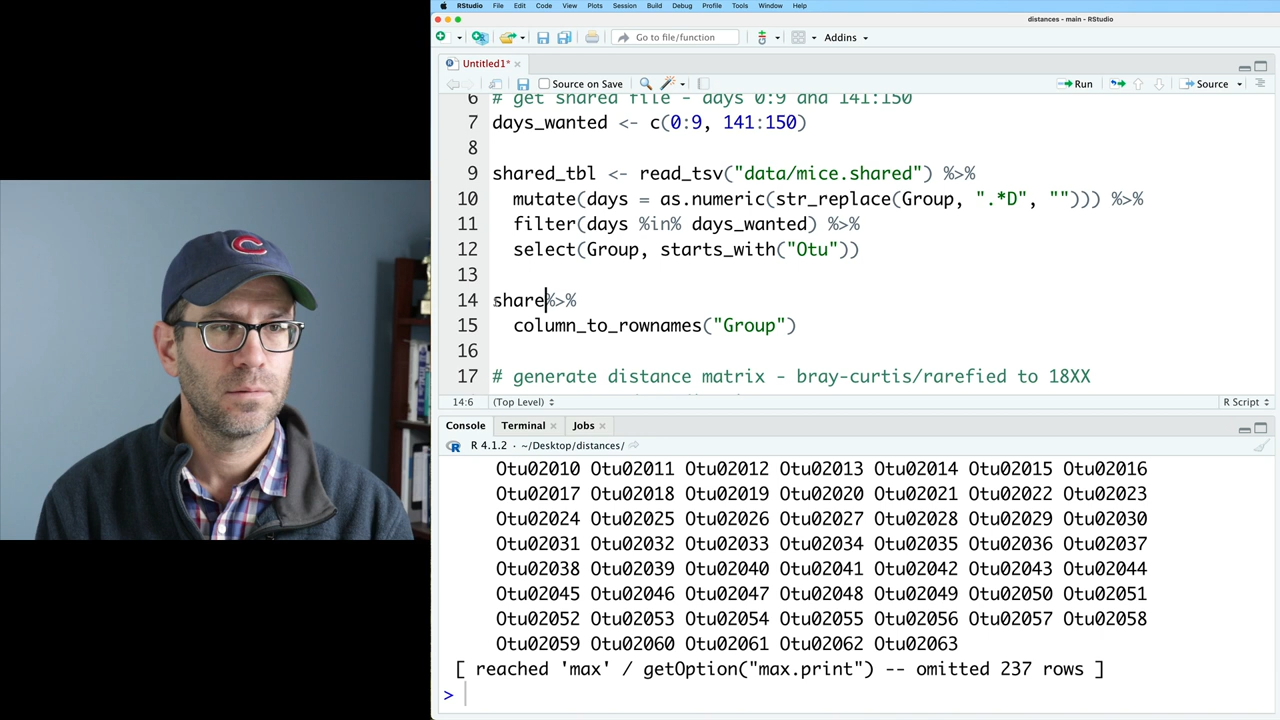 RStudio File Edit Code View Plots Session Build Debug Profile Tools Window Help
distances - main - RStudio
Go to file/function
Addins
Untitled1*
Source on Save
Run
Source
6 # get shared file - days 0:9 and 141:150
7 days_wanted <- c(0:9, 141:150)
8
9 shared_tbl <- read_tsv("data/mice.shared") %>%
10 mutate(days = as.numeric(str_replace(Group, ".*D", ""))) %>%
11 filter(days %in% days_wanted) %>%
12 select(Group, starts_with("Otu"))
13
14 share%>%
15 column_to_rownames("Group")
16
17 # generate distance matrix - bray-curtis/rarefied to 18XX
14:6 (Top Level) R Script
Console Terminal Jobs
R 4.1.2 · ~/Desktop/distances/
Otu02010 Otu02011 Otu02012 Otu02013 Otu02014 Otu02015 Otu02016
Otu02017 Otu02018 Otu02019 Otu02020 Otu02021 Otu02022 Otu02023
Otu02024 Otu02025 Otu02026 Otu02027 Otu02028 Otu02029 Otu02030
Otu02031 Otu02032 Otu02033 Otu02034 Otu02035 Otu02036 Otu02037
Otu02038 Otu02039 Otu02040 Otu02041 Otu02042 Otu02043 Otu02044
Otu02045 Otu02046 Otu02047 Otu02048 Otu02049 Otu02050 Otu02051
Otu02052 Otu02053 Otu02054 Otu02055 Otu02056 Otu02057 Otu02058
Otu02059 Otu02060 Otu02061 Otu02062 Otu02063
[ reached 'max' / getOption("max.print") -- omitted 237 rows ]
>
C